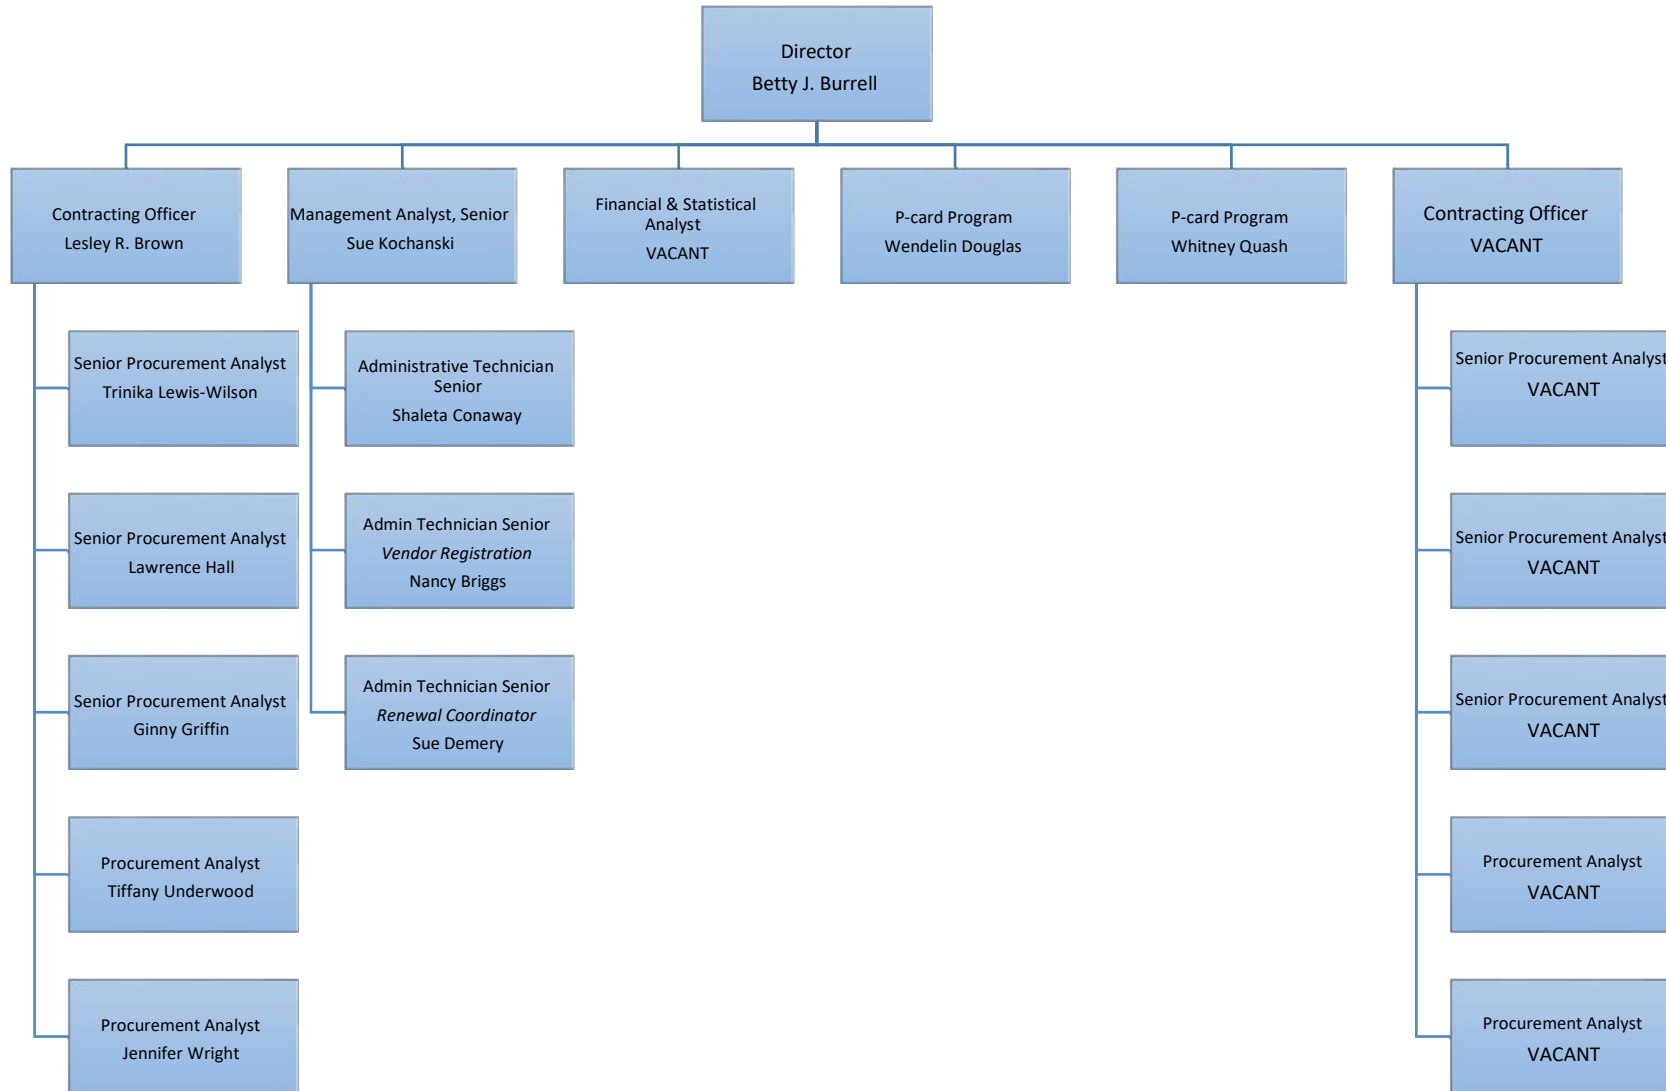 Director
Betty J. Burrell
Contracting Officer
Lesley R. Brown
Management Analyst, Senior
Sue Kochanski
Financial & Statistical
Analyst
VACANT
P-card Program
Wendelin Douglas
P-card Program
Whitney Quash
Contracting Officer
VACANT
Senior Procurement Analyst
Trinika Lewis-Wilson
Senior Procurement Analyst
Lawrence Hall
Senior Procurement Analyst
Ginny Griffin
Procurement Analyst
Tiffany Underwood
Procurement Analyst
Jennifer Wright
Administrative Technician
Senior
Shaleta Conaway
Admin Technician Senior
Vendor Registration
Nancy Briggs
Admin Technician Senior
Renewal Coordinator
Sue Demery
Senior Procurement Analyst
VACANT
Senior Procurement Analyst
VACANT
Senior Procurement Analyst
VACANT
Procurement Analyst
VACANT
Procurement Analyst
VACANT